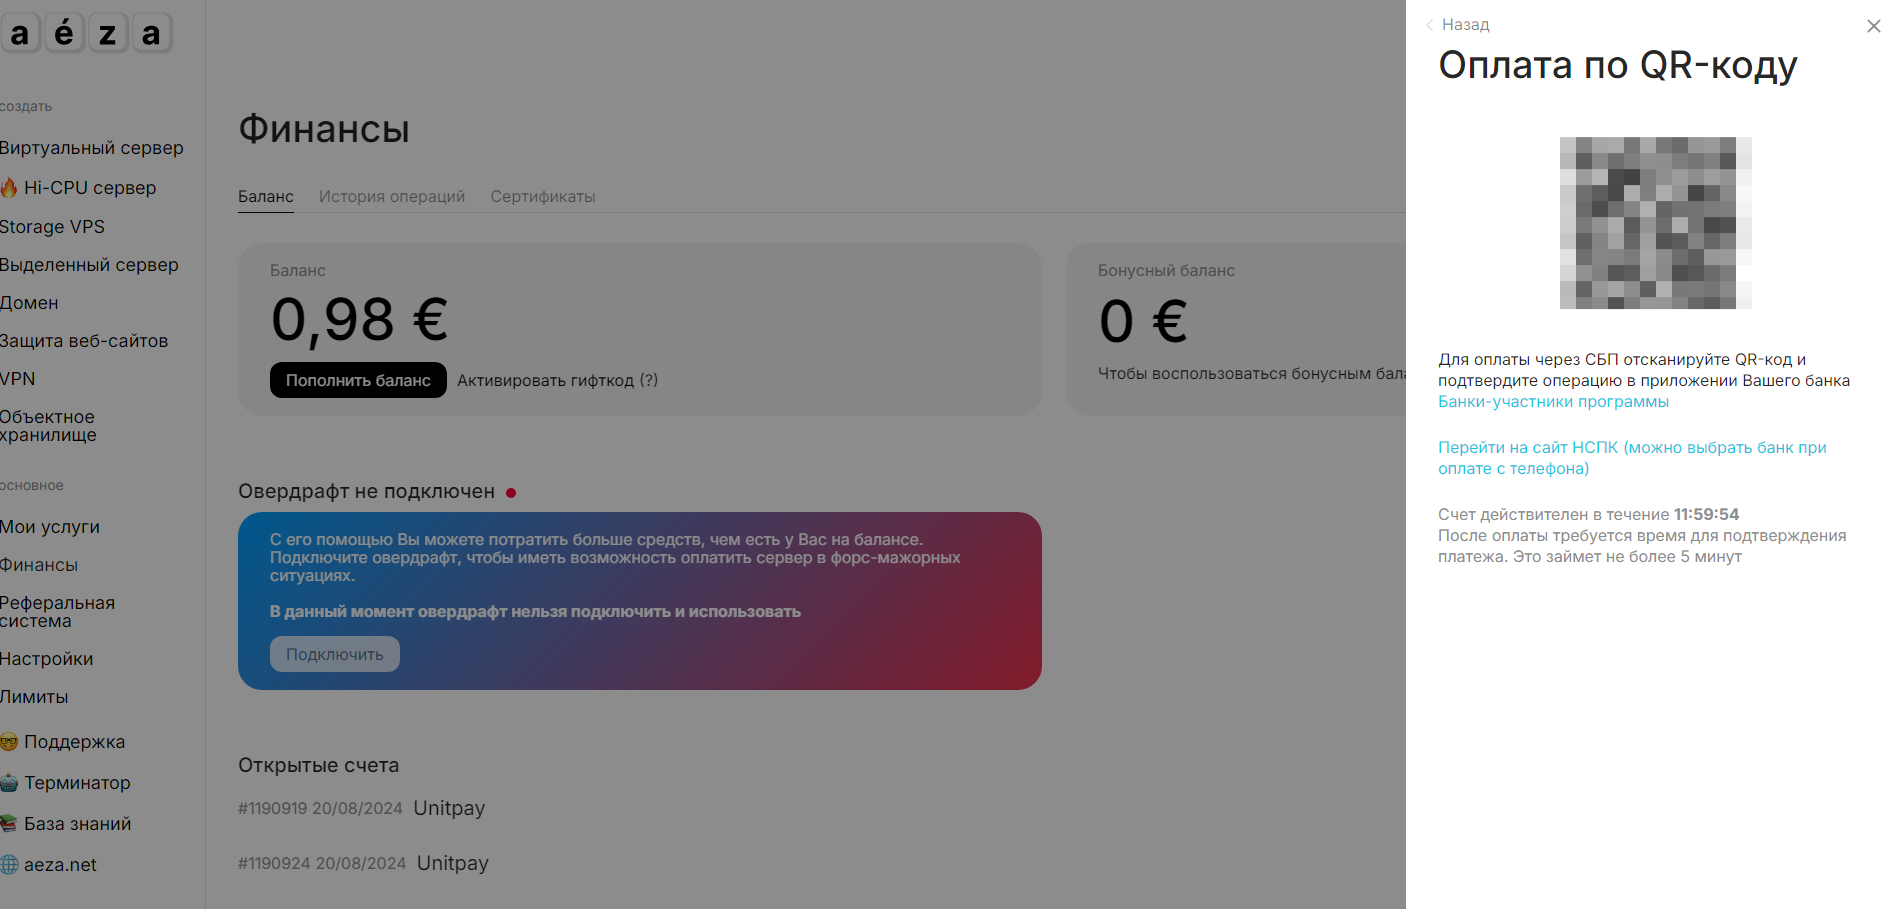 aéza
создать
Виртуальный сервер
🔥 Hi-CPU сервер
Storage VPS
Выделенный сервер
Домен
Защита веб-сайтов
VPN
Объектное
хранилище
основное
Мои услуги
Финансы
Реферальная
система
Настройки
Лимиты
🤓 Поддержка
🤖 Терминатор
📚 База знаний
🌐 aeza.net
Финансы
Баланс История операций Сертификаты
Баланс
0,98 €
Пополнить баланс Активировать гифткод (?)
Бонусный баланс
0 €
Чтобы воспользоваться бонусным
Овердрафт не подключен
С его помощью Вы можете потратить больше средств, чем есть у Вас на балансе.
Подключите овердрафт, чтобы иметь возможность оплатить сервер в форс-мажорных
ситуациях.
В данный момент овердрафт нельзя подключить и использовать
Подключить
Открытые счета
#1190919 20/08/2024 Unitpay
#1190924 20/08/2024 Unitpay
Назад
Оплата по QR-коду
Для оплаты через СБП отсканируйте QR-код и
подтвердите операцию в приложении Вашего банка
Банки-участники программы
Перейти на сайт НСПК (можно выбрать банк при
оплате с телефона)
Счет действителен в течение 11:59:54
После оплаты требуется время для подтверждения
платежа. Это займет не более 5 минут